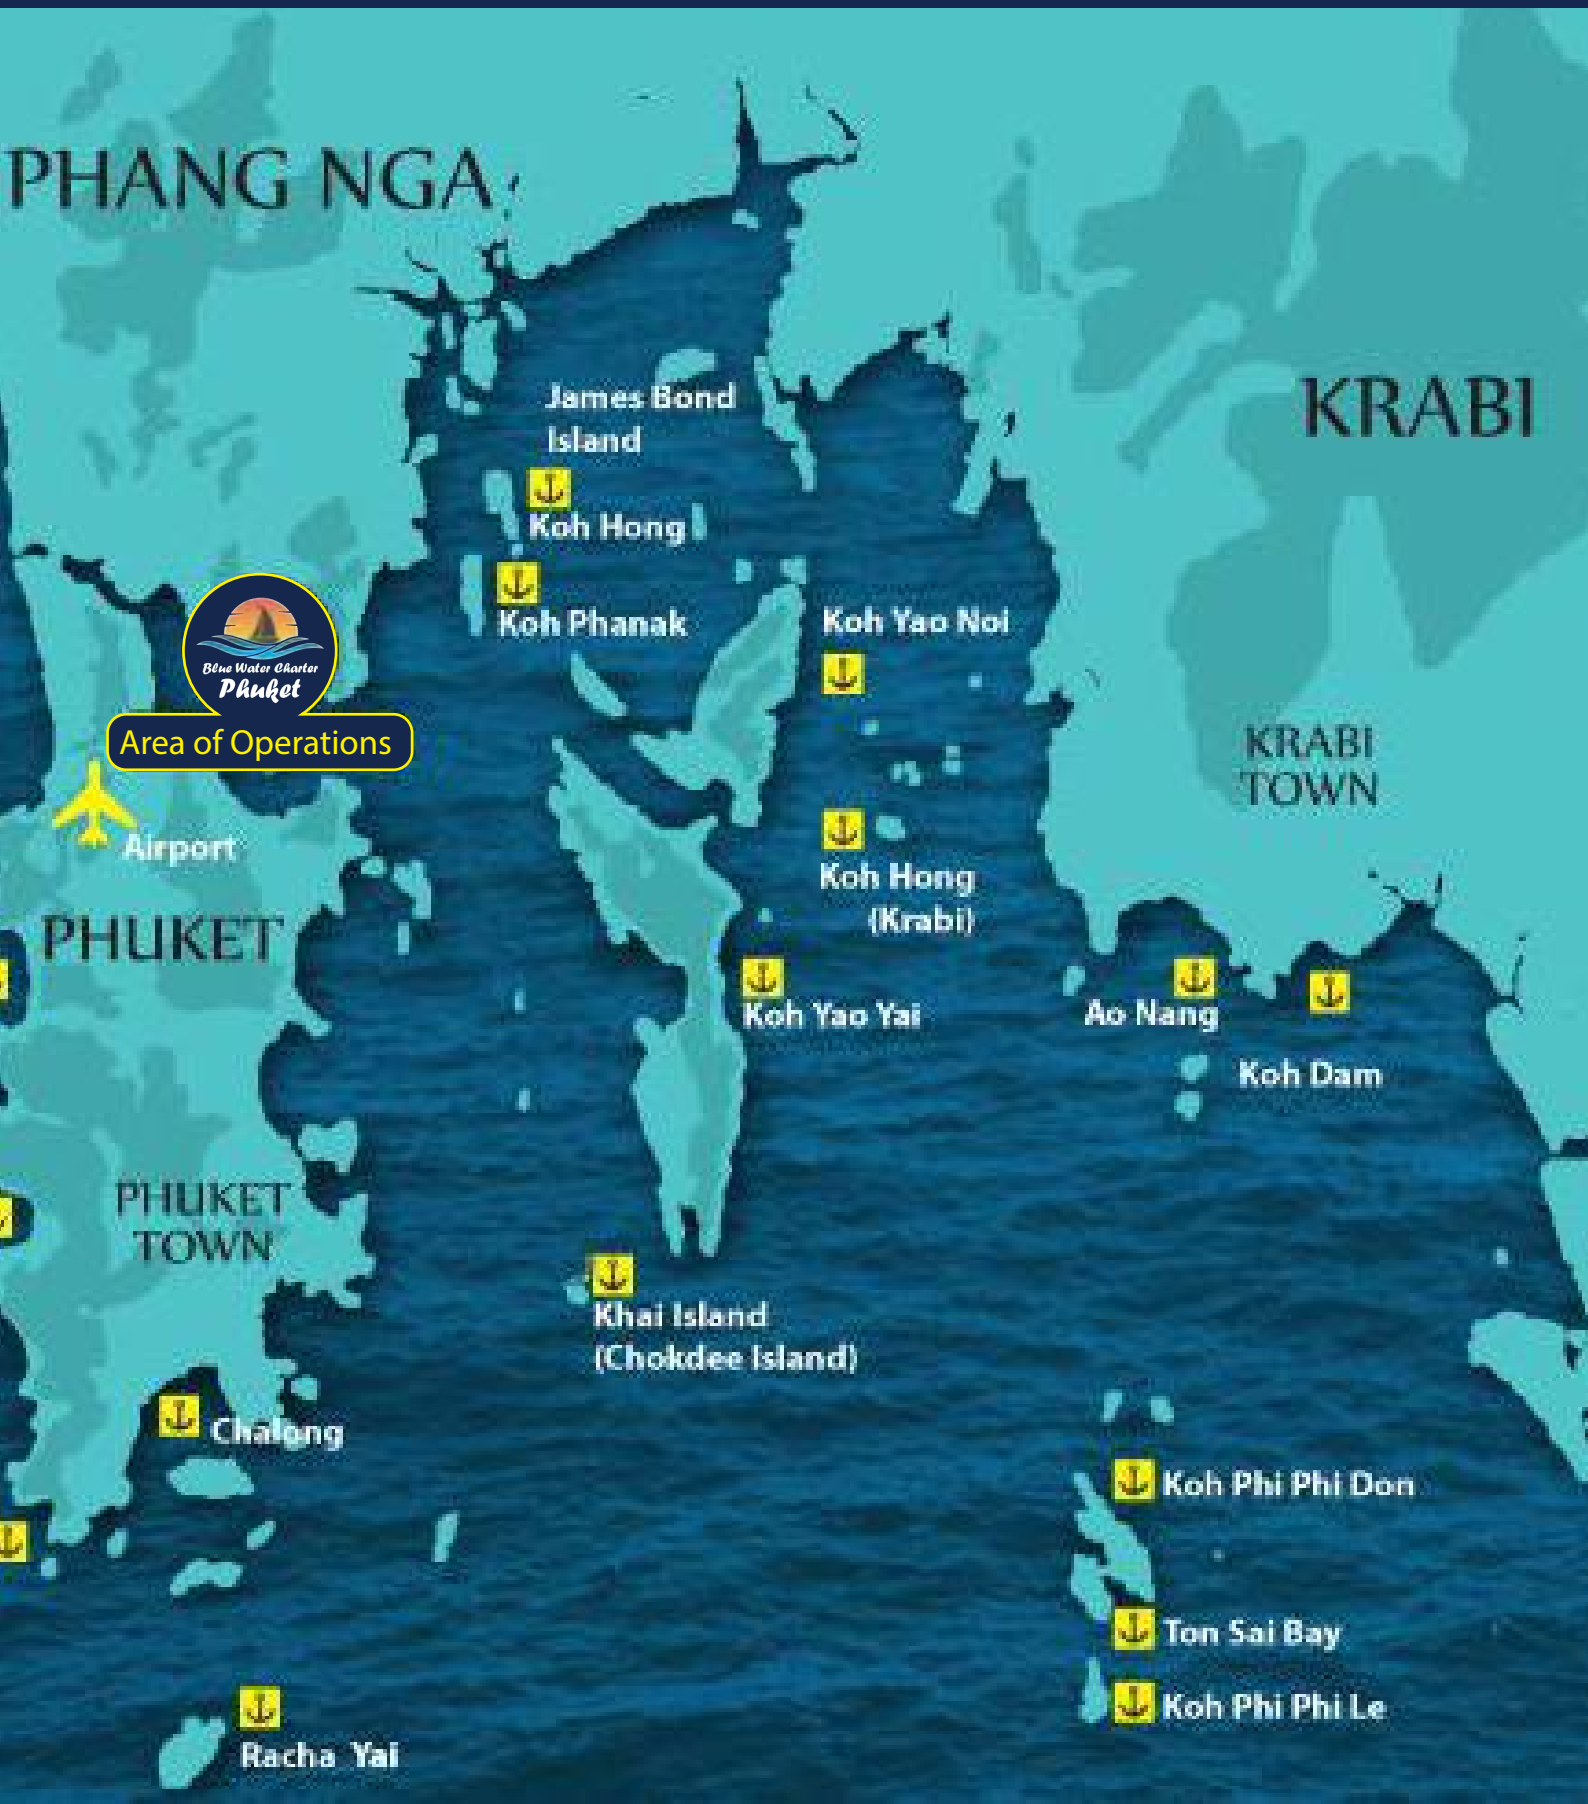 PHANG NGA
James Bond
Island
KRABI
Koh Hong
Koh Phanak
Koh Yao Noi
Blue Water Charter
Phuket
Area of Operations
KRABI
TOWN
Airport
Koh Hong
(Krabi)
PHUKET
Koh Yao Yai
Ao Nang
Koh Dam
PHUKET
TOWN
Khai Island
(Chokdee Island)
Chalong
Koh Phi Phi Don
Ton Sai Bay
Koh Phi Phi Le
Racha Yai